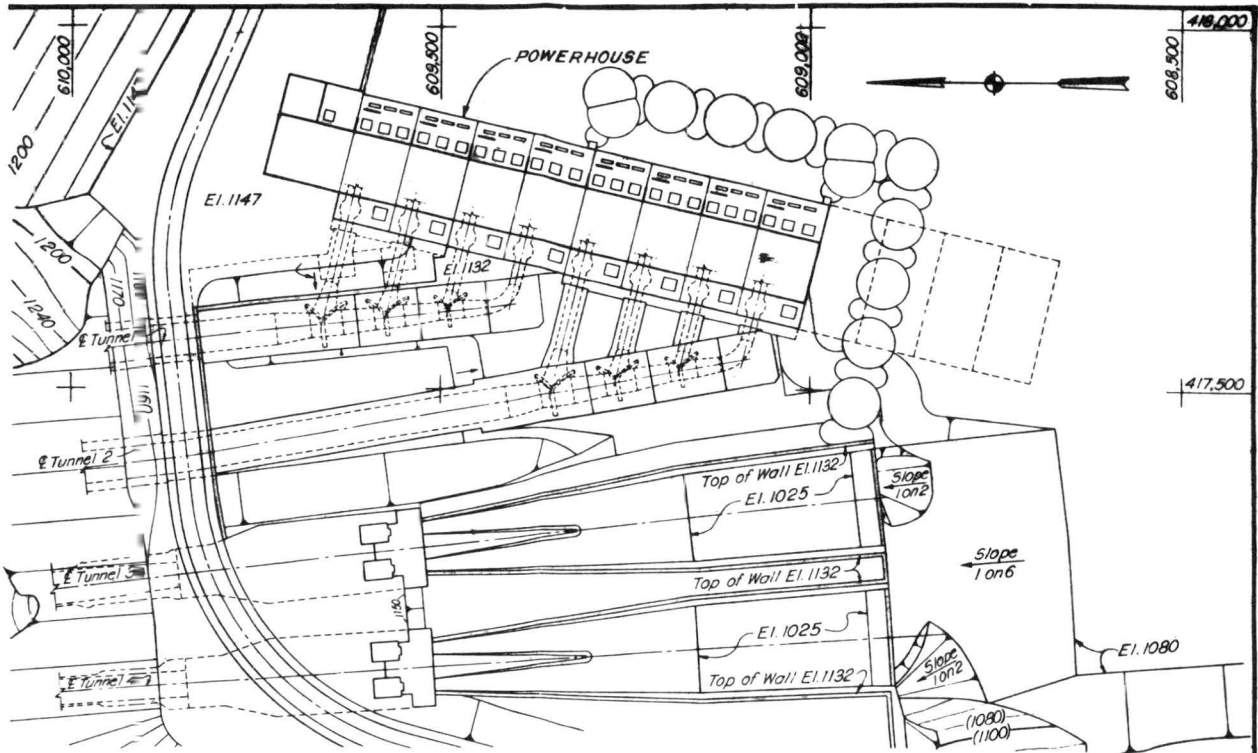 610,000
609,500
609,000
608,500
418,000
POWERHOUSE
1200
El. 1147
1200
1240
1170
1160
El. 1132
℄ Tunnel
417,500
℄ Tunnel 2
Top of Wall El. 1132
El. 1025
Slope
1 on 2
℄ Tunnel 3
Top of Wall El. 1132
Slope
1 on 6
1150
El. 1025
Slope
1 on 2
El. 1080
℄ Tunnel 4
Top of Wall El. 1132
(1080)
(1100)